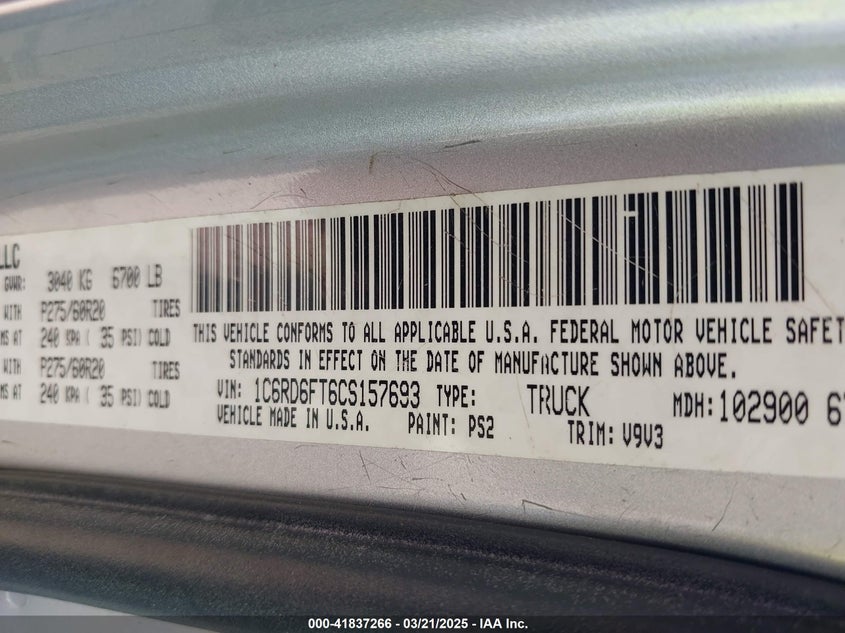 LLC
GVWR: 3040 KG 6700 LB
WITH P275/60R20 TIRES
MS AT 240 KPA ( 35 PSI) COLD
WITH P275/60R20 TIRES
MS AT 240 KPA ( 35 PSI) COLD
THIS VEHICLE CONFORMS TO ALL APPLICABLE U.S.A. FEDERAL MOTOR VEHICLE SAFET
STANDARDS IN EFFECT ON THE DATE OF MANUFACTURE SHOWN ABOVE.
VIN: 1C6RD6FT6CS157693 TYPE: TRUCK MDH: 102900 67
VEHICLE MADE IN U.S.A. PAINT: PS2 TRIM: V9V3
000-41837266 - 03/21/2025 - IAA Inc.